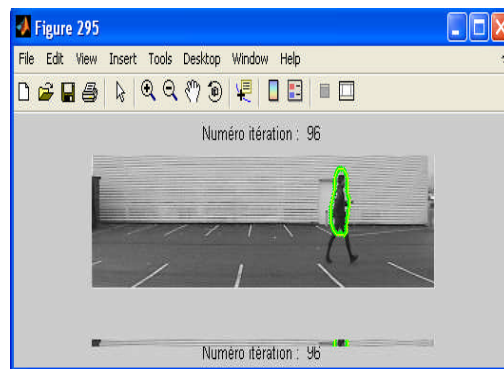 Figure 295
File Edit View Insert Tools Desktop Window Help
Numéro itération : 96
Numéro itération : 96